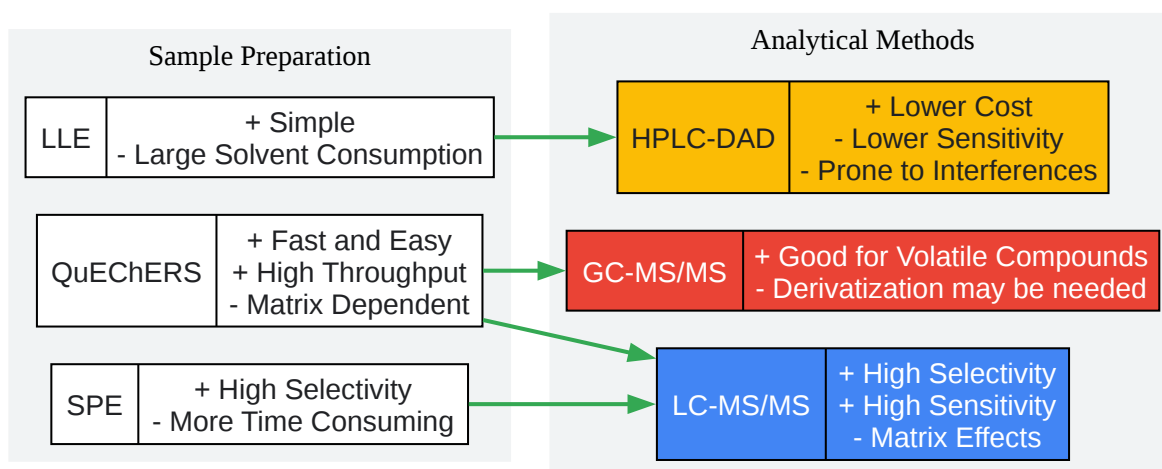 Sample Preparation
LLE
+ Simple
- Large Solvent Consumption
QuEChERS
+ Fast and Easy
+ High Throughput
- Matrix Dependent
SPE
+ High Selectivity
- More Time Consuming
Analytical Methods
HPLC-DAD
+ Lower Cost
- Lower Sensitivity
- Prone to Interferences
GC-MS/MS
+ Good for Volatile Compounds
- Derivatization may be needed
LC-MS/MS
+ High Selectivity
+ High Sensitivity
- Matrix Effects